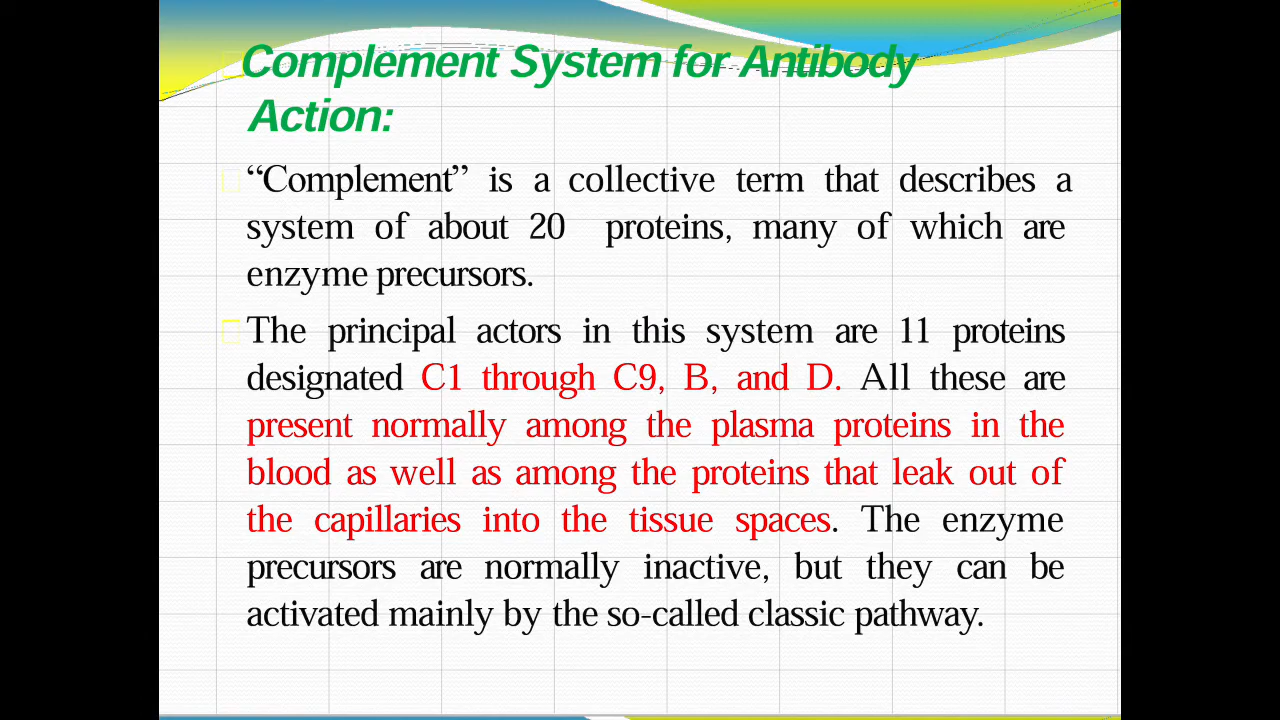 Complement System for Antibody
Action:
“Complement” is a collective term that describes a
system of about 20 proteins, many of which are
enzyme precursors.
The principal actors in this system are 11 proteins
designated C1 through C9, B, and D. All these are
present normally among the plasma proteins in the
blood as well as among the proteins that leak out of
the capillaries into the tissue spaces. The enzyme
precursors are normally inactive, but they can be
activated mainly by the so-called classic pathway.